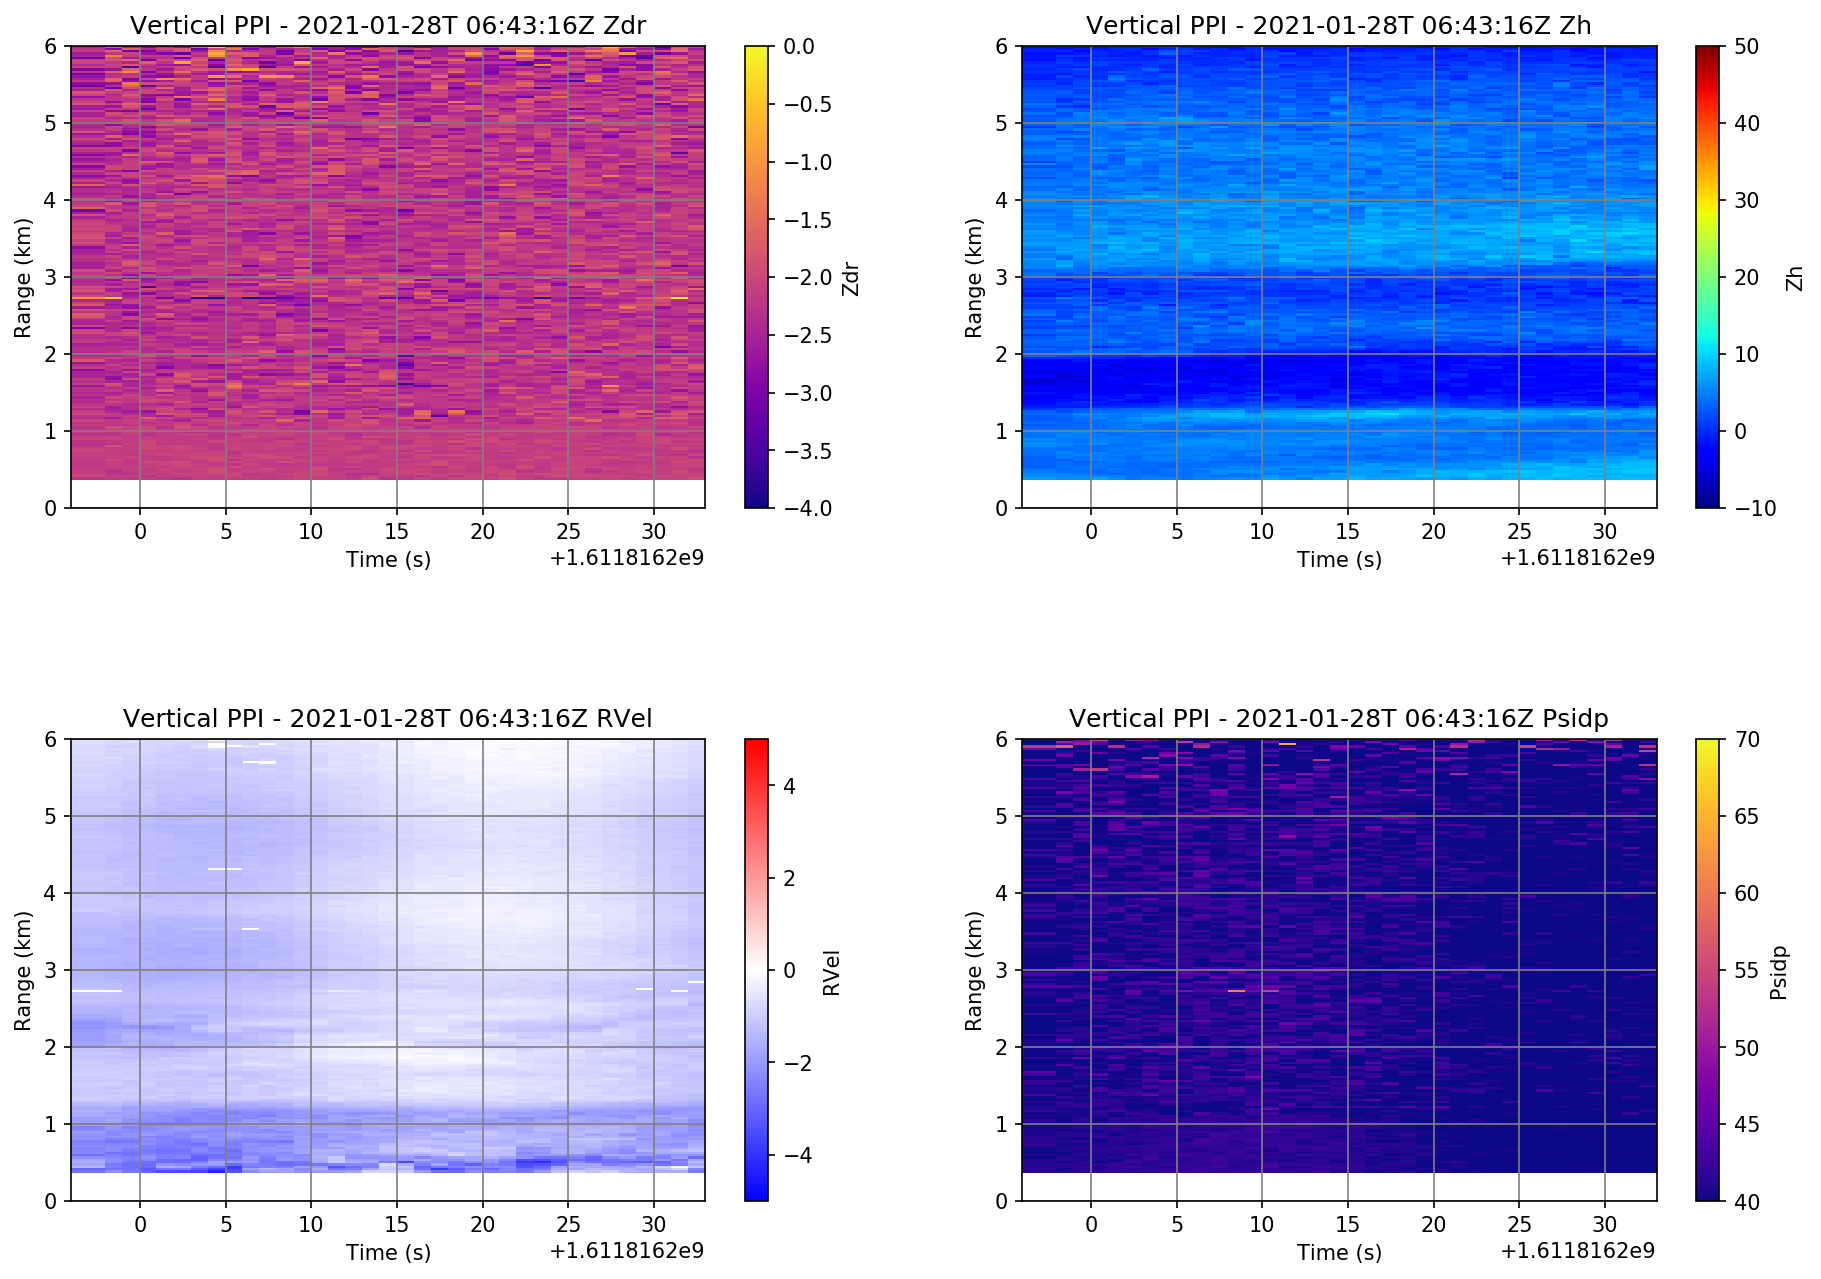 Vertical PPI - 2021-01-28T 06:43:16Z Zdr
6
5
4
3
2
1
0
Range (km)
0 5 10 15 20 25 30
Time (s)
+1.6118162e9
0.0
−0.5
−1.0
−1.5
−2.0
−2.5
−3.0
−3.5
−4.0
Zdr
Vertical PPI - 2021-01-28T 06:43:16Z Zh
6
5
4
3
2
1
0
Range (km)
0 5 10 15 20 25 30
Time (s)
+1.6118162e9
50
40
30
20
10
0
−10
Zh
Vertical PPI - 2021-01-28T 06:43:16Z RVel
6
5
4
3
2
1
0
Range (km)
0 5 10 15 20 25 30
Time (s)
+1.6118162e9
4
2
0
−2
−4
RVel
Vertical PPI - 2021-01-28T 06:43:16Z Psidp
6
5
4
3
2
1
0
Range (km)
0 5 10 15 20 25 30
Time (s)
+1.6118162e9
70
65
60
55
50
45
40
Psidp